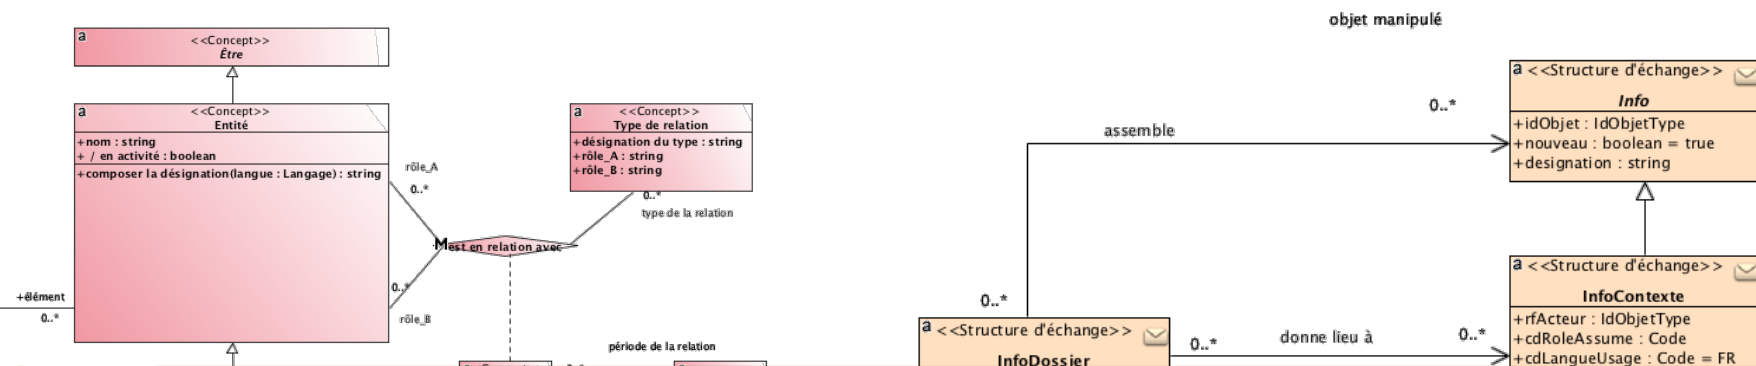 objet manipulé
a
<<Concept>>
Être
a
<<Concept>>
Entité
+nom : string
+ / en activité : boolean
+composer la désignation(langue : Langage) : string
+élément
0..*
rôle_A
0..*
0..*
rôle_B
M
est en relation avec
a
<<Concept>>
Type de relation
+désignation du type : string
+rôle_A : string
+rôle_B : string
0..*
type de la relation
période de la relation
a <<Structure d'échange>>
Info
+idObjet : IdObjetType
+nouveau : boolean = true
+designation : string
0..*
assemble
0..*
a <<Structure d'échange>>
InfoDossier
0..*
donne lieu à
0..*
a <<Structure d'échange>>
InfoContexte
+rfActeur : IdObjetType
+cdRoleAssume : Code
+cdLangueUsage : Code = FR